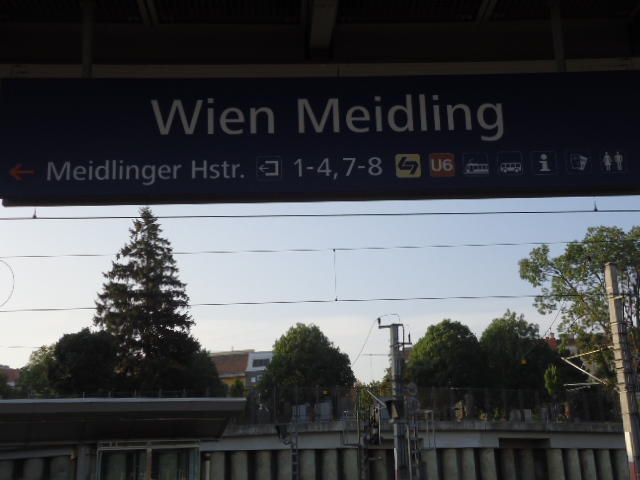 Wien Meidling
Meidlinger Hstr. 1-4, 7-8 U6 i